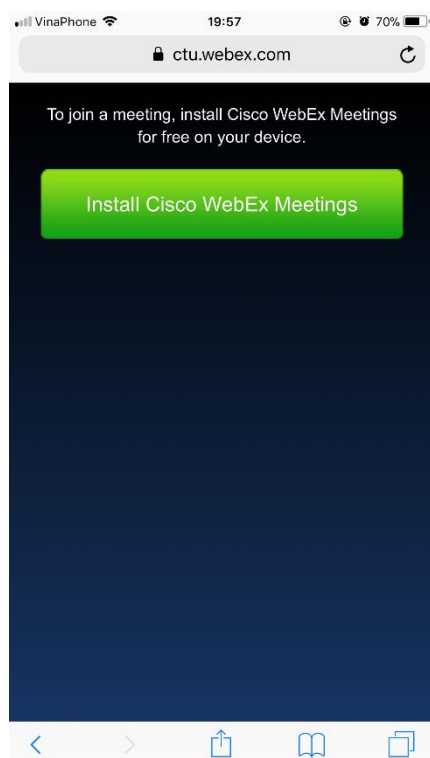 VinaPhone 19:57 70%
ctu.webex.com
To join a meeting, install Cisco WebEx Meetings
for free on your device.
Install Cisco WebEx Meetings